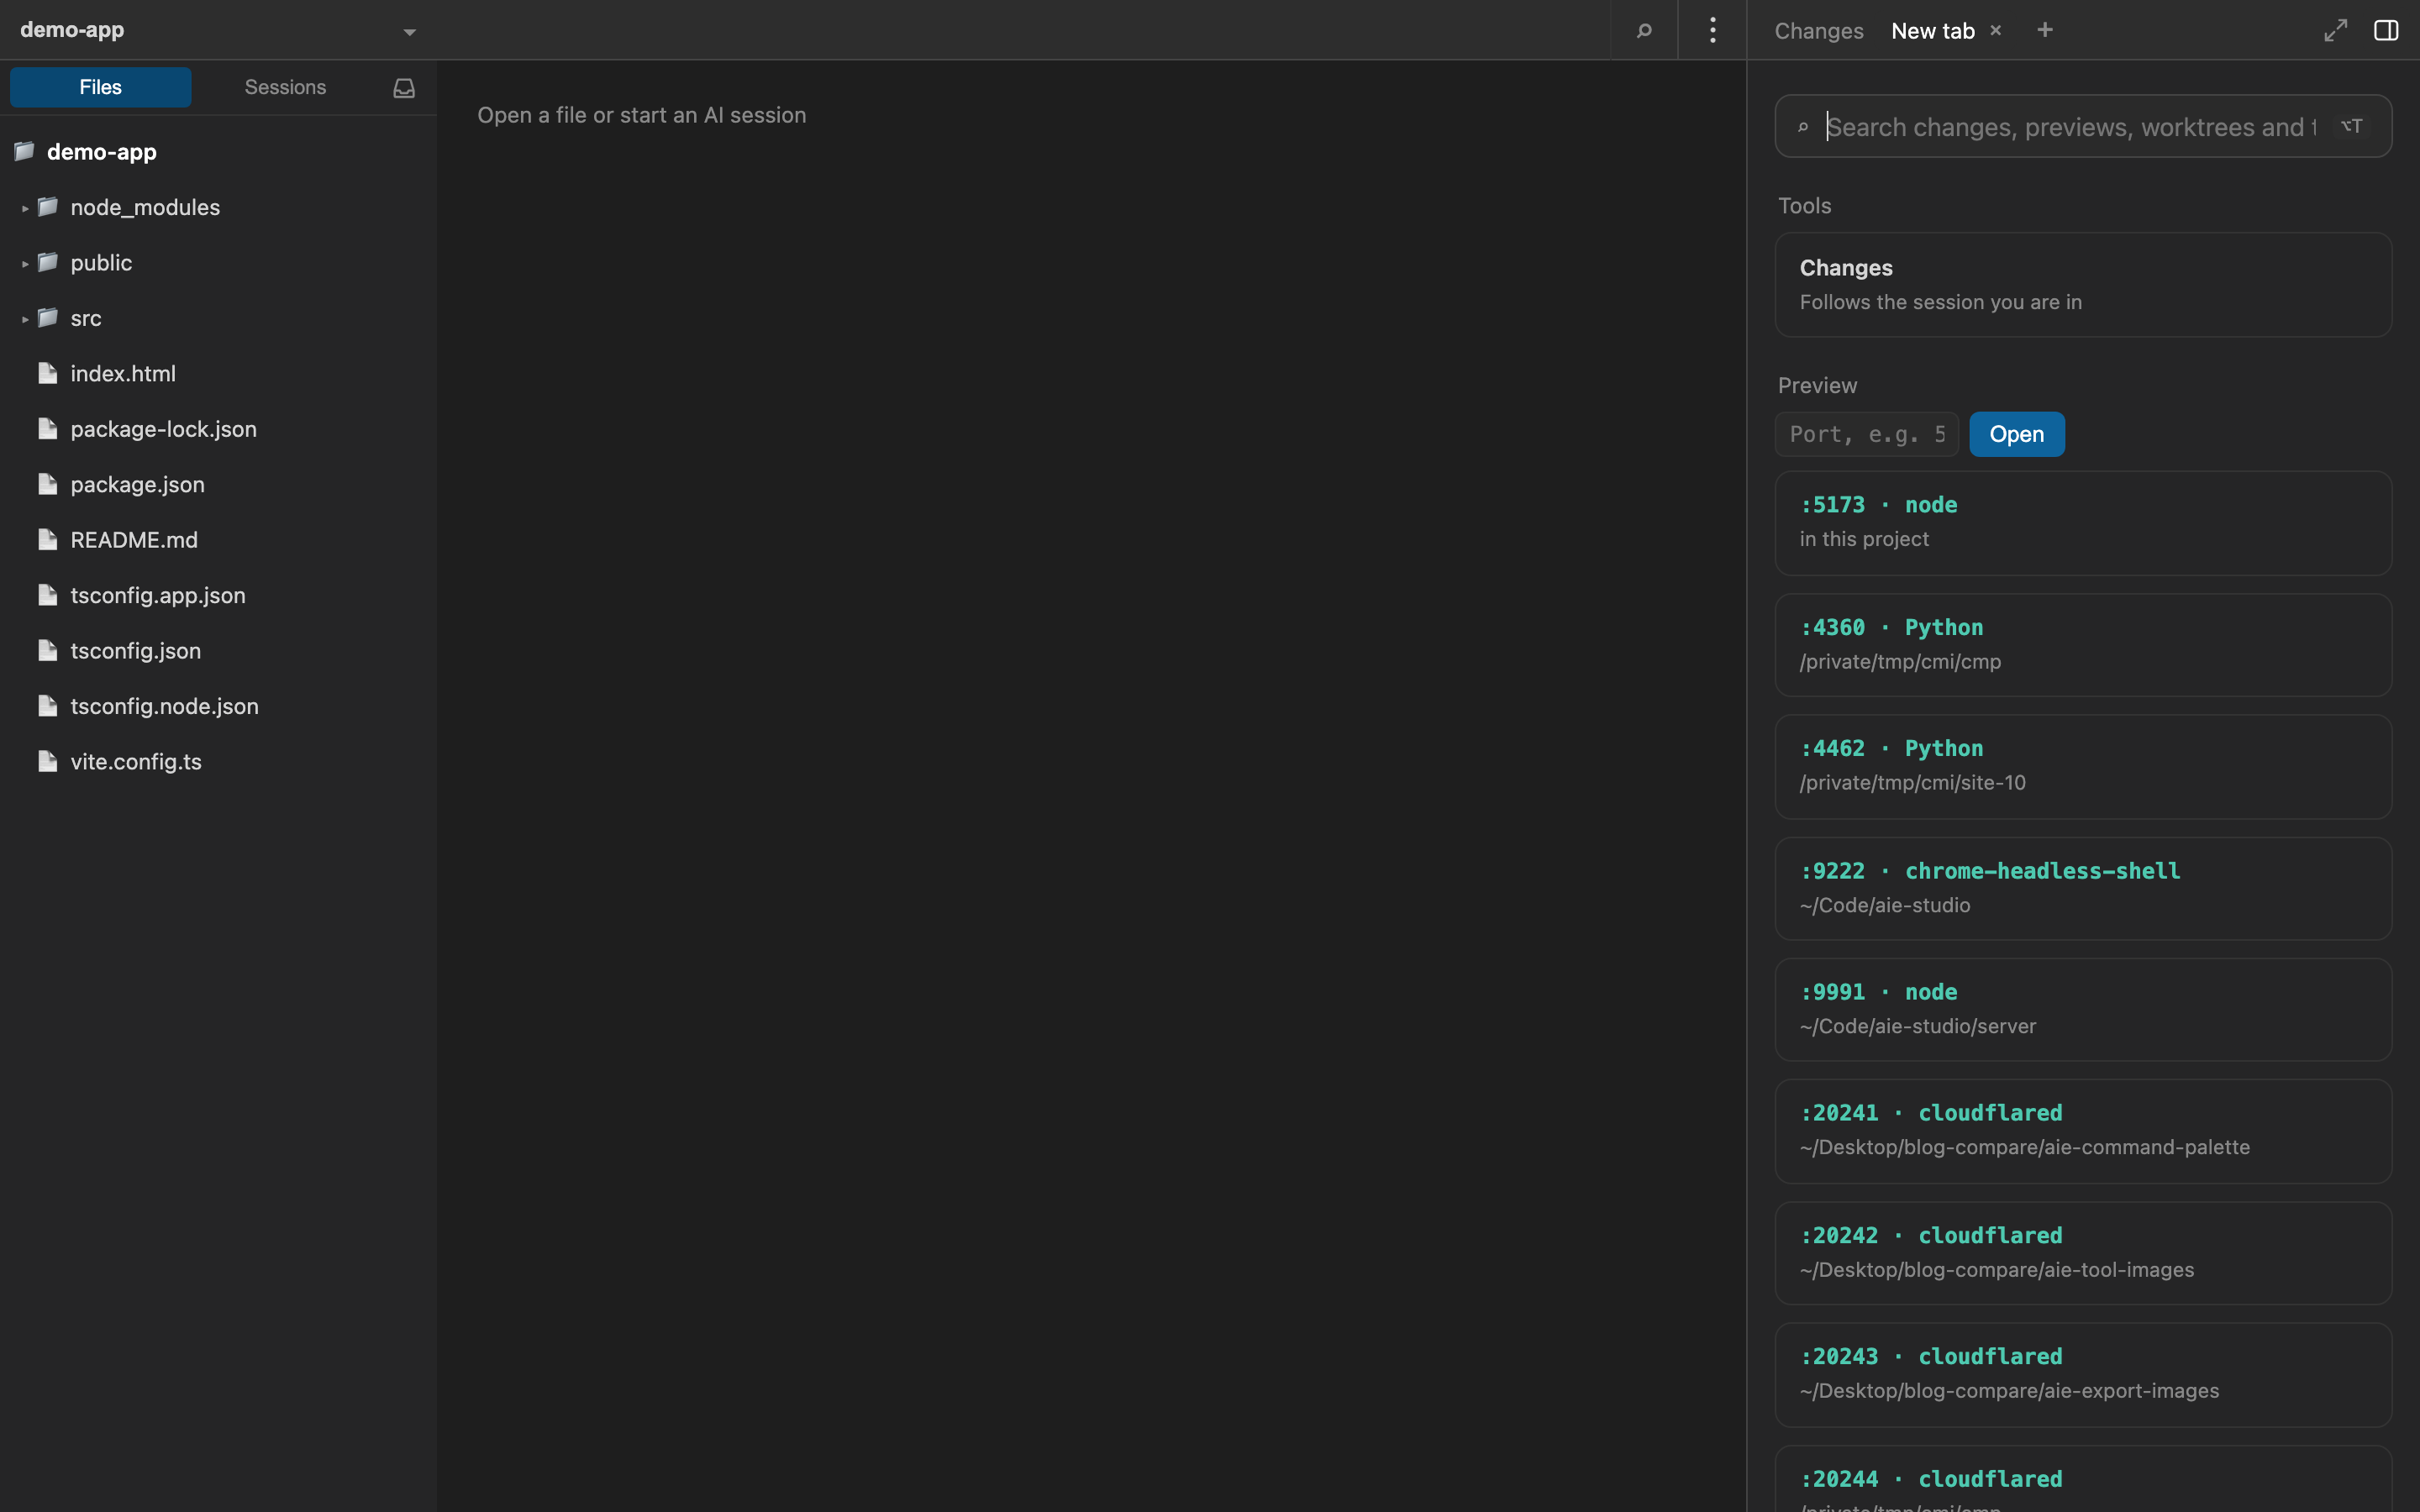 demo-app
Changes
New tab × +
Files
Sessions
Open a file or start an AI session
demo-app
node_modules
public
src
index.html
package-lock.json
package.json
README.md
tsconfig.app.json
tsconfig.json
tsconfig.node.json
vite.config.ts
Search changes, previews, worktrees and ⌥T
Tools
Changes
Follows the session you are in
Preview
Port, e.g. 5
Open
:5173 · node
in this project
:4360 · Python
/private/tmp/cmi/cmp
:4462 · Python
/private/tmp/cmi/site-10
:9222 · chrome-headless-shell
~/Code/aie-studio
:9991 · node
~/Code/aie-studio/server
:20241 · cloudflared
~/Desktop/blog-compare/aie-command-palette
:20242 · cloudflared
~/Desktop/blog-compare/aie-tool-images
:20243 · cloudflared
~/Desktop/blog-compare/aie-export-images
:20244 · cloudflared